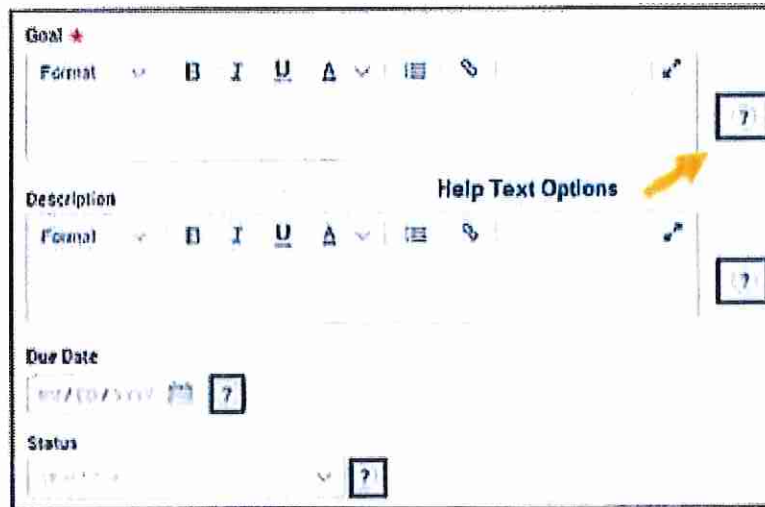 Goal *
Format B I U A
?
Help Text Options
Description
Format B I U A
?
Due Date
?
Status
?